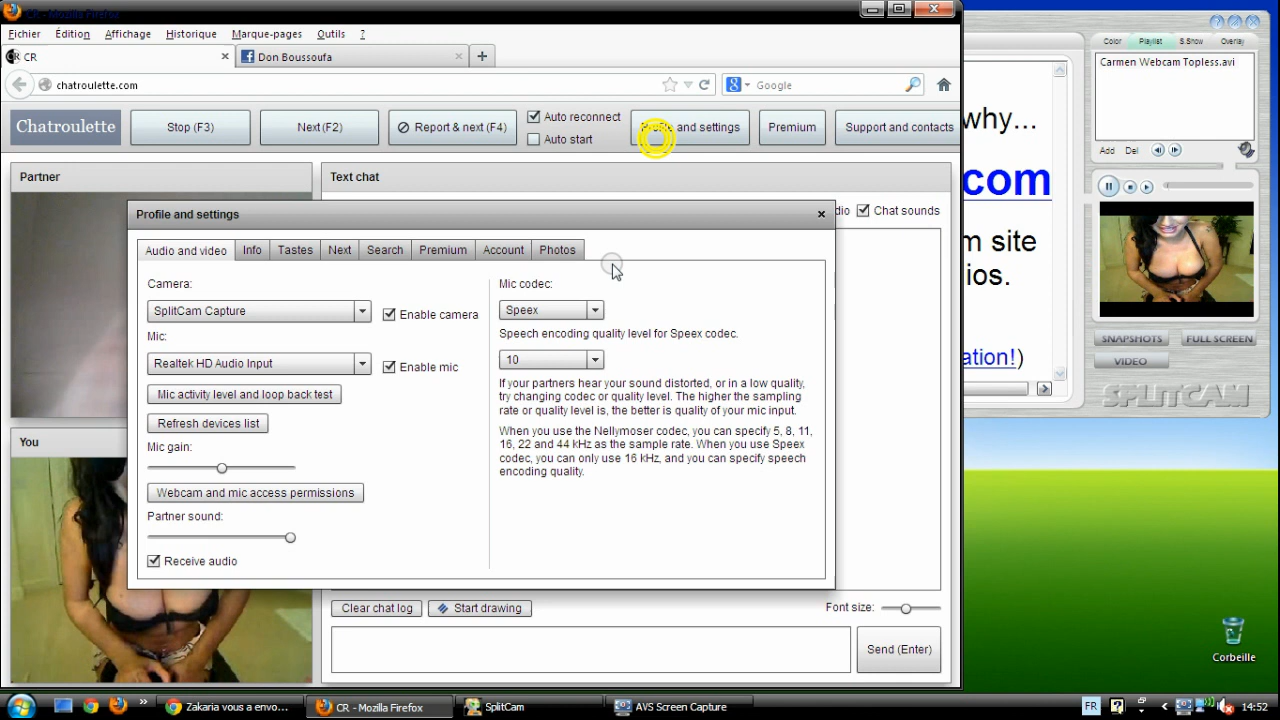 CR - Mozilla Firefox
Fichier Édition Affichage Historique Marque-pages Outils ?
CR CR
Don Boussoufa
chatroulette.com
Google
Chatroulette
Stop (F3)
Next (F2)
Report & next (F4)
Auto reconnect
Auto start
Profile and settings
Premium
Support and contacts
Partner
Text chat
dio
Chat sounds
Profile and settings
Audio and video Info Tastes Next Search Premium Account Photos
Camera:
SplitCam Capture
Enable camera
Mic:
Realtek HD Audio Input
Enable mic
Mic activity level and loop back test
Refresh devices list
Mic gain:
Webcam and mic access permissions
Partner sound:
Receive audio
Mic codec:
Speex
Speech encoding quality level for Speex codec.
10
If your partners hear your sound distorted, or in a low quality,
try changing codec or quality level. The higher the sampling
rate or quality level is, the better is quality of your mic input.
When you use the Nellymoser codec, you can specify 5, 8, 11,
16, 22 and 44 kHz as the sample rate. When you use Speex
codec, you can only use 16 kHz, and you can specify speech
encoding quality.
You
Clear chat log
Start drawing
Font size:
Send (Enter)
why...
com
m site
ios.
ation!)
Color Playlist S.Show Overlay
Carmen Webcam Topless.avi
Add Del
SNAPSHOTS FULL SCREEN
VIDEO
SPLITCAM
Corbeille
Zakaria vous a envo...
CR - Mozilla Firefox
SplitCam
AVS Screen Capture
FR
14:52